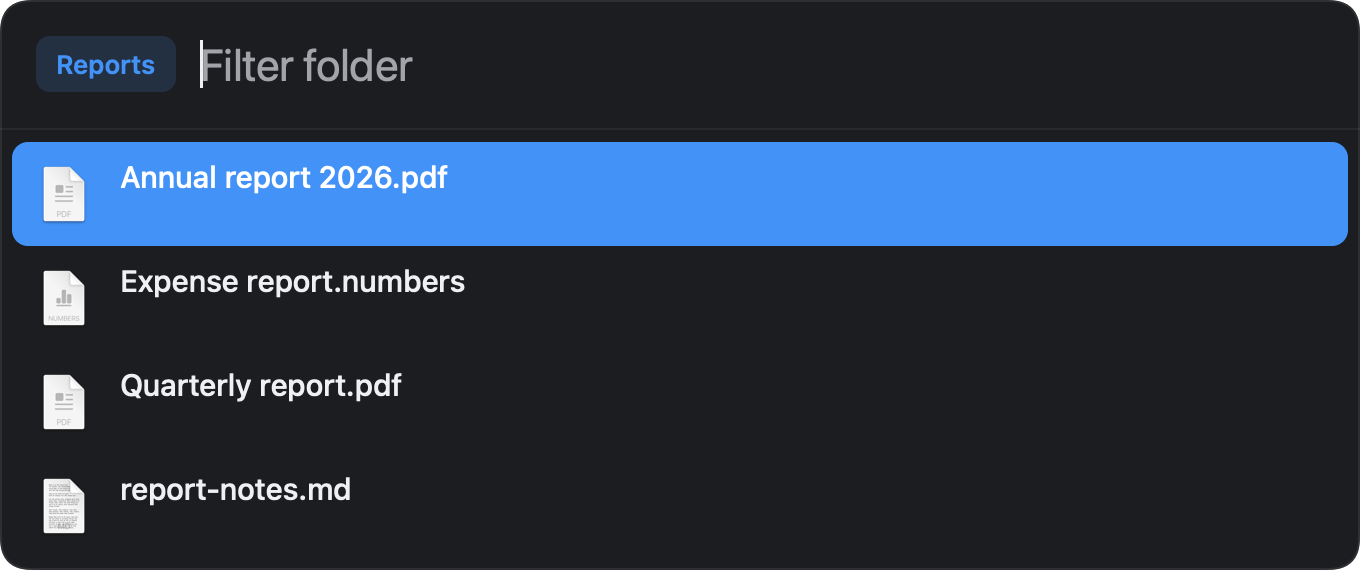 Reports Filter folder
Annual report 2026.pdf
PDF
Expense report.numbers
NUMBERS
Quarterly report.pdf
PDF
report-notes.md